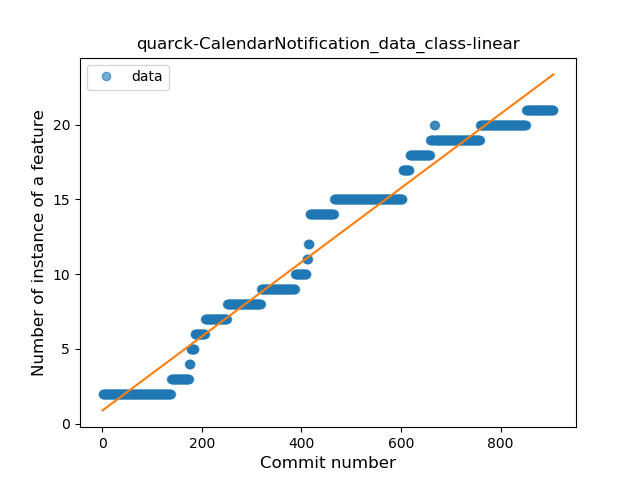 quarck-CalendarNotification_data_class-linear
data
Number of instance of a feature
20
15
10
5
0
0 200 400 600 800
Commit number